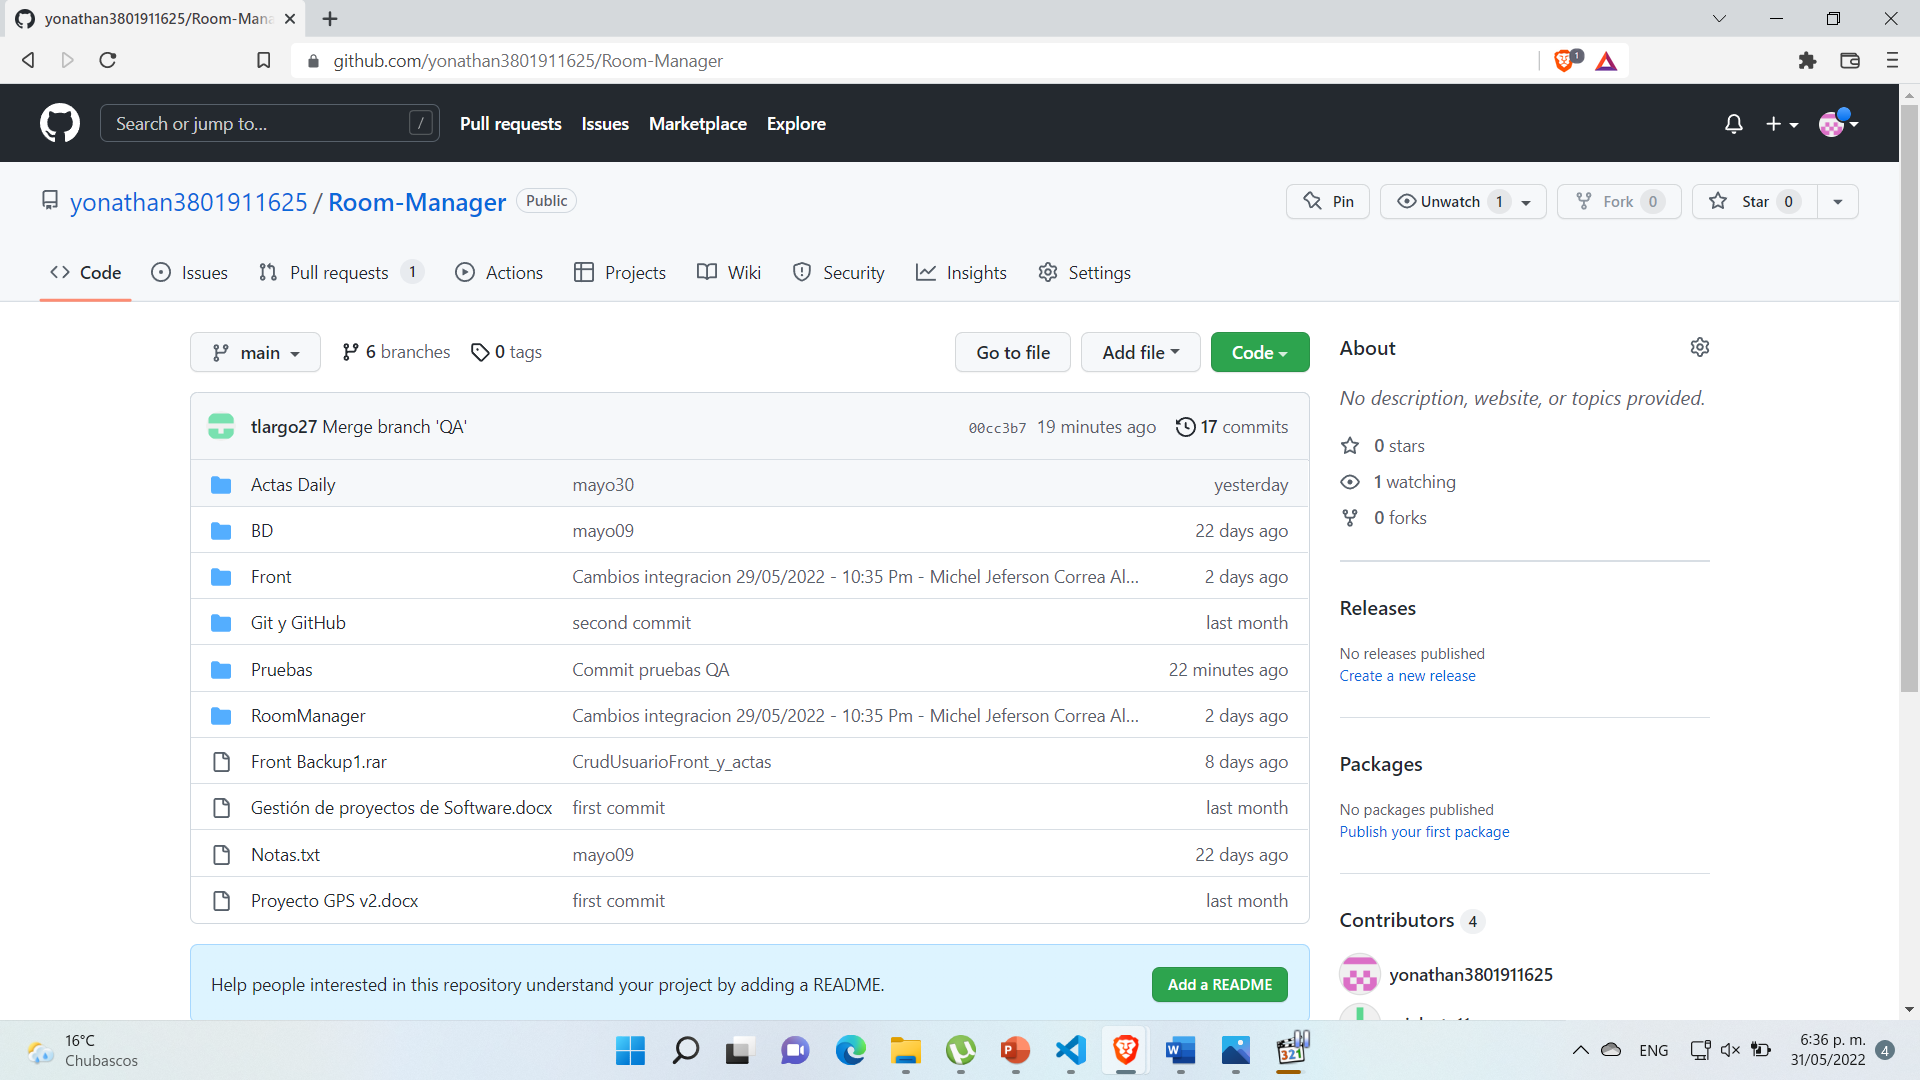 yonathan3801911625/Room-Mana
github.com/yonathan3801911625/Room-Manager
1
Search or jump to...
/
Pull requests
Issues
Marketplace
Explore
yonathan3801911625 / Room-Manager
Public
Pin
Unwatch 1
Fork 0
Star 0
Code
Issues
Pull requests 1
Actions
Projects
Wiki
Security
Insights
Settings
main
6 branches
0 tags
Go to file
Add file
Code
tlargo27 Merge branch 'QA'
00cc3b7 19 minutes ago
17 commits
Actas Daily mayo30 yesterday
BD mayo09 22 days ago
Front Cambios integracion 29/05/2022 - 10:35 Pm - Michel Jeferson Correa Al... 2 days ago
Git y GitHub second commit last month
Pruebas Commit pruebas QA 22 minutes ago
RoomManager Cambios integracion 29/05/2022 - 10:35 Pm - Michel Jeferson Correa Al... 2 days ago
Front Backup1.rar CrudUsuarioFront_y_actas 8 days ago
Gestión de proyectos de Software.docx first commit last month
Notas.txt mayo09 22 days ago
Proyecto GPS v2.docx first commit last month
Help people interested in this repository understand your project by adding a README.
Add a README
About
No description, website, or topics provided.
0 stars
1 watching
0 forks
Releases
No releases published
Create a new release
Packages
No packages published
Publish your first package
Contributors 4
yonathan3801911625
16°C
Chubascos
321
ENG
6:36 p. m.
31/05/2022
4